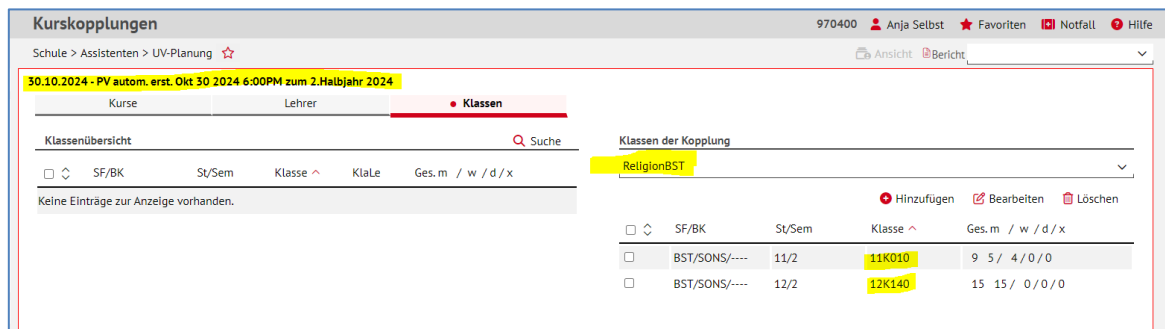 Kurskopplungen 970400 Anja Selbst Favoriten Notfall Hilfe
Schule > Assistenten > UV-Planung Ansicht Bericht
30.10.2024 - PV autom. erst. Okt 30 2024 6:00PM zum 2.Halbjahr 2024
Kurse Lehrer Klassen
Klassenübersicht Suche
SF/BK St/Sem Klasse KlaLe Ges. m / w / d / x
Keine Einträge zur Anzeige vorhanden.
Klassen der Kopplung
ReligionBST
Hinzufügen Bearbeiten Löschen
SF/BK St/Sem Klasse Ges. m / w / d / x
BST/SONS/---- 11/2 11K010 9 5 / 4 / 0 / 0
BST/SONS/---- 12/2 12K140 15 15 / 0 / 0 / 0